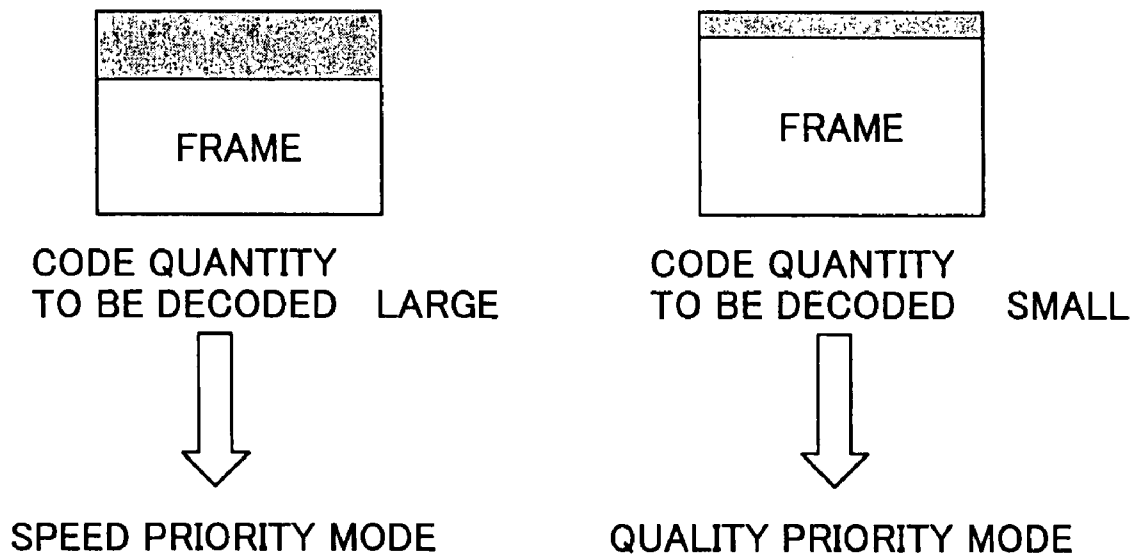 FRAME
CODE QUANTITY
TO BE DECODED LARGE
SPEED PRIORITY MODE
FRAME
CODE QUANTITY
TO BE DECODED SMALL
QUALITY PRIORITY MODE